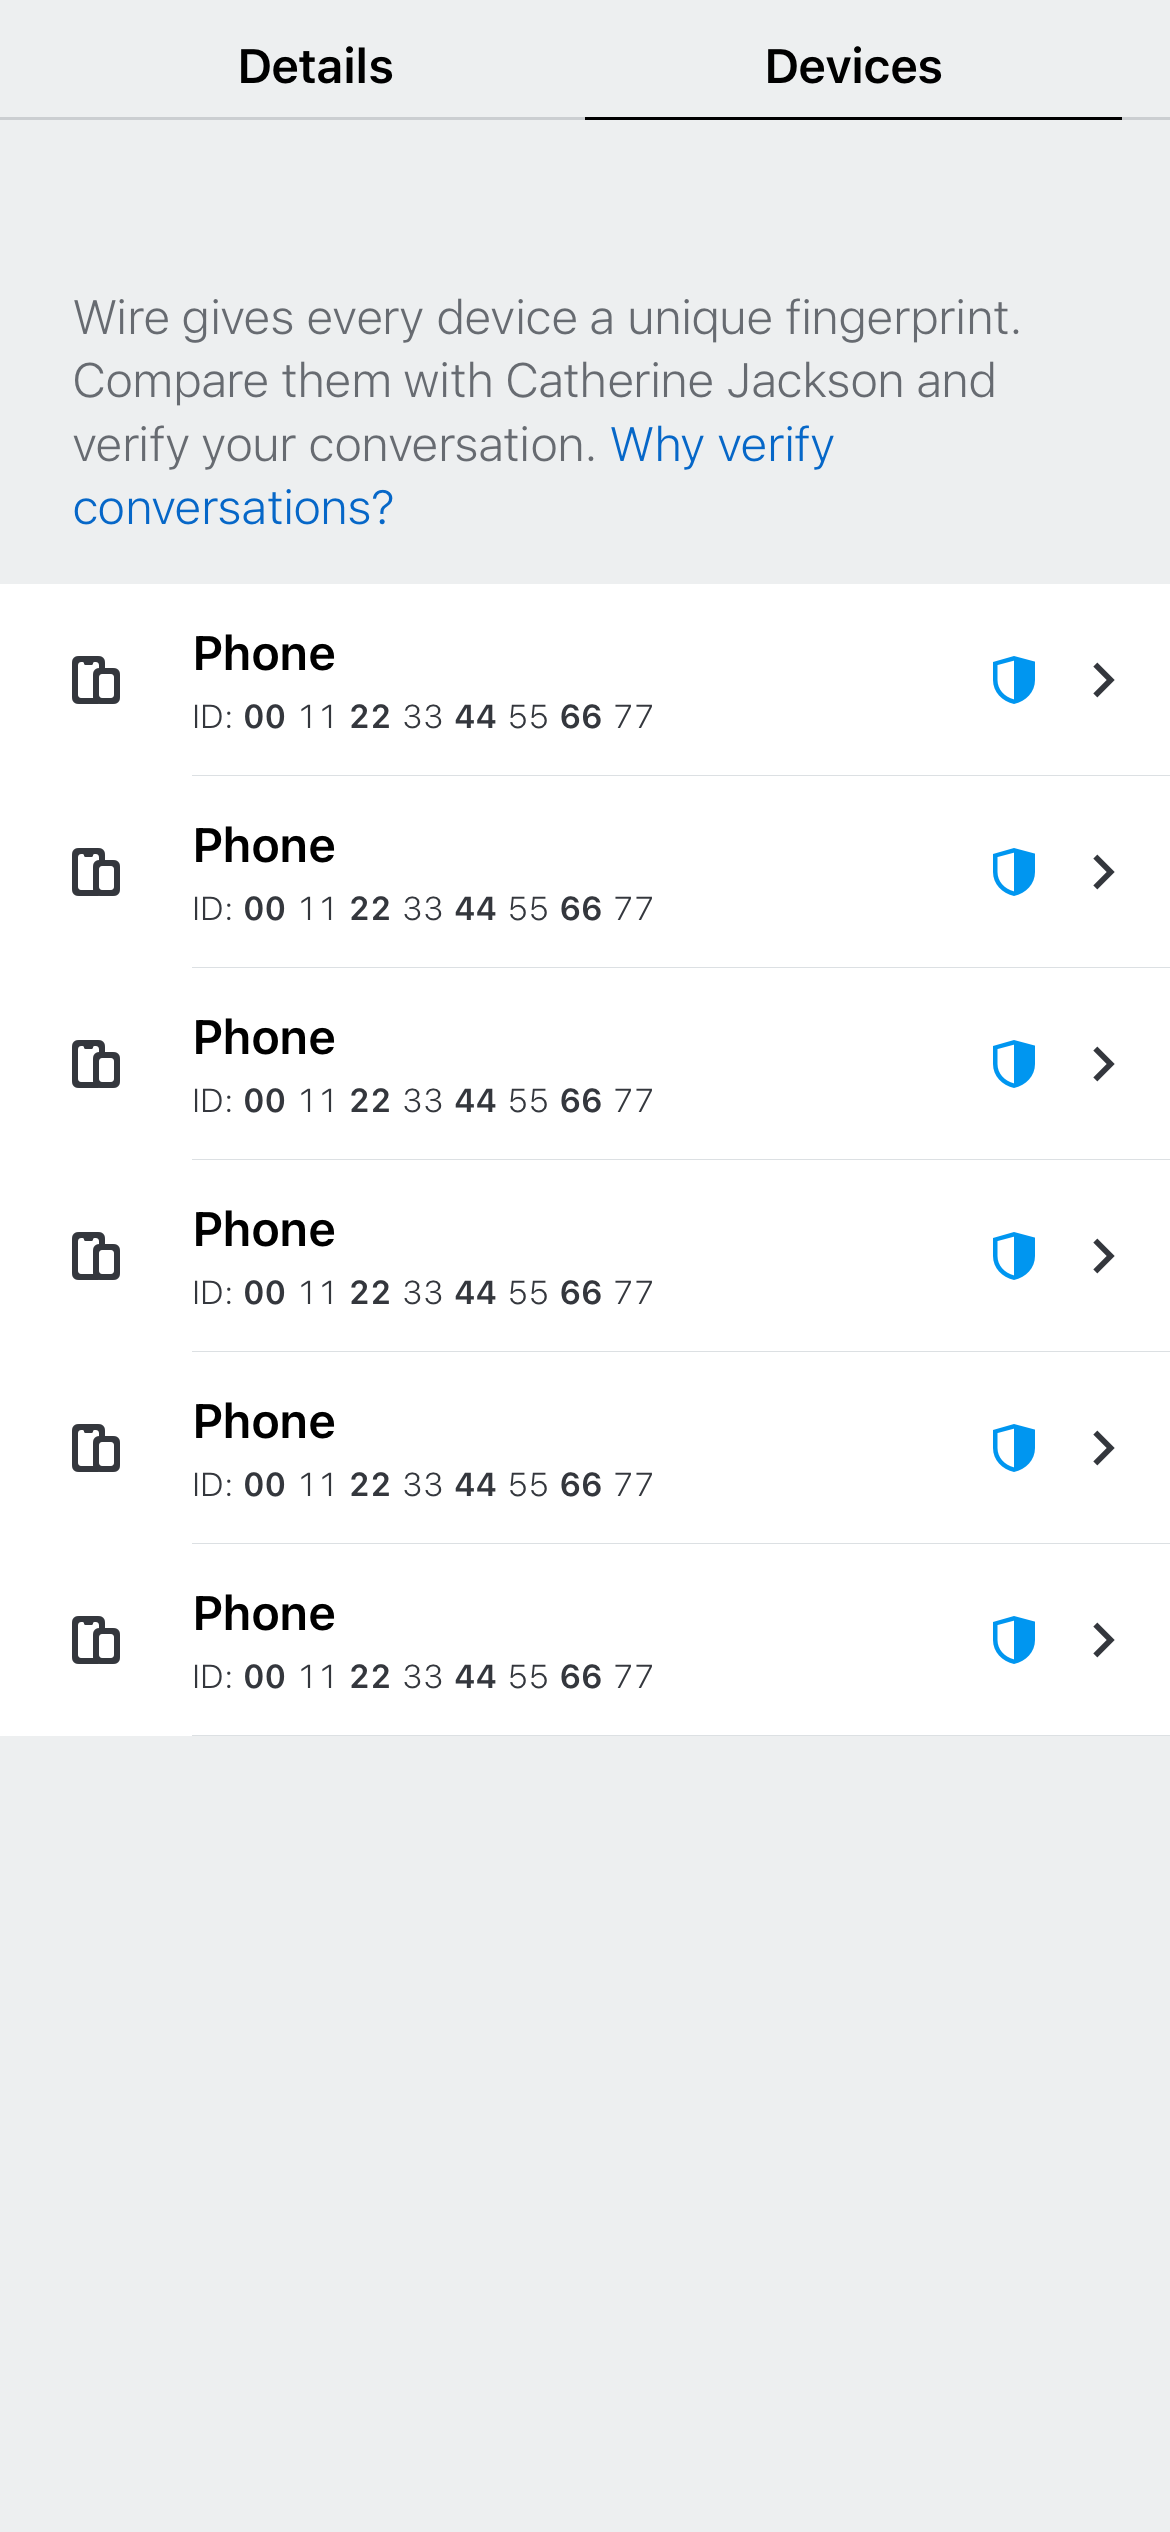 Details
Devices
Wire gives every device a unique fingerprint.
Compare them with Catherine Jackson and
verify your conversation. Why verify
conversations?
Phone
ID: 00 11 22 33 44 55 66 77
Phone
ID: 00 11 22 33 44 55 66 77
Phone
ID: 00 11 22 33 44 55 66 77
Phone
ID: 00 11 22 33 44 55 66 77
Phone
ID: 00 11 22 33 44 55 66 77
Phone
ID: 00 11 22 33 44 55 66 77